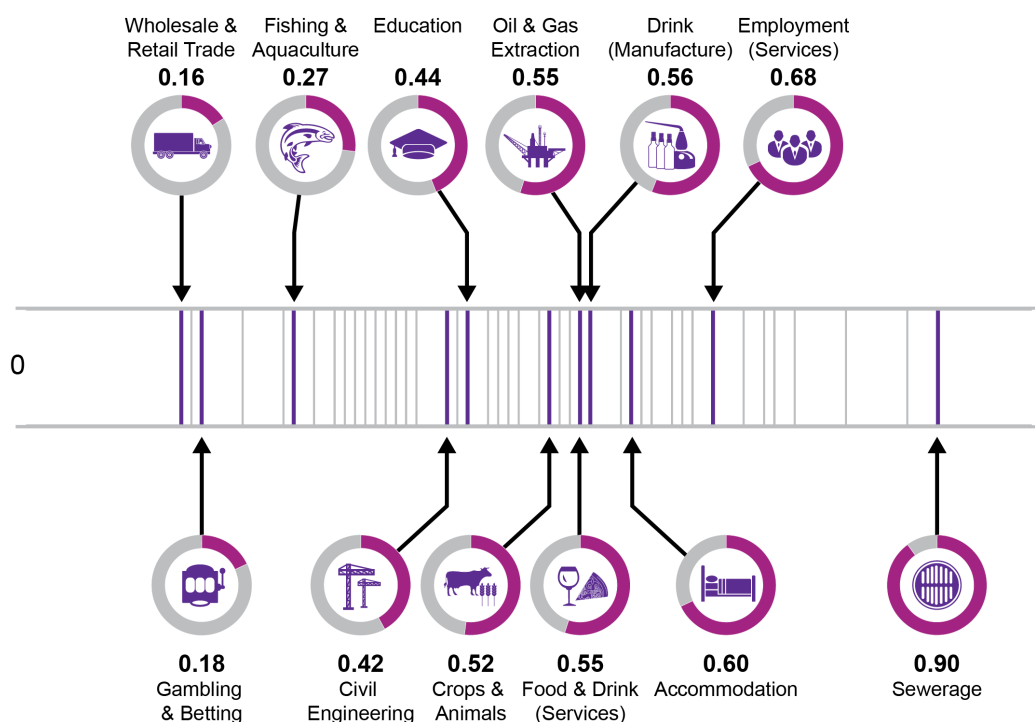 Wholesale &
Retail Trade
0.16
Fishing &
Aquaculture
0.27
Education
0.44
Oil & Gas
Extraction
0.55
Drink
(Manufacture)
0.56
Employment
(Services)
0.68
0
0.18
Gambling
& Betting
0.42
Civil
Engineering
0.52
Crops &
Animals
0.55
Food & Drink
(Services)
0.60
Accommodation
0.90
Sewerage